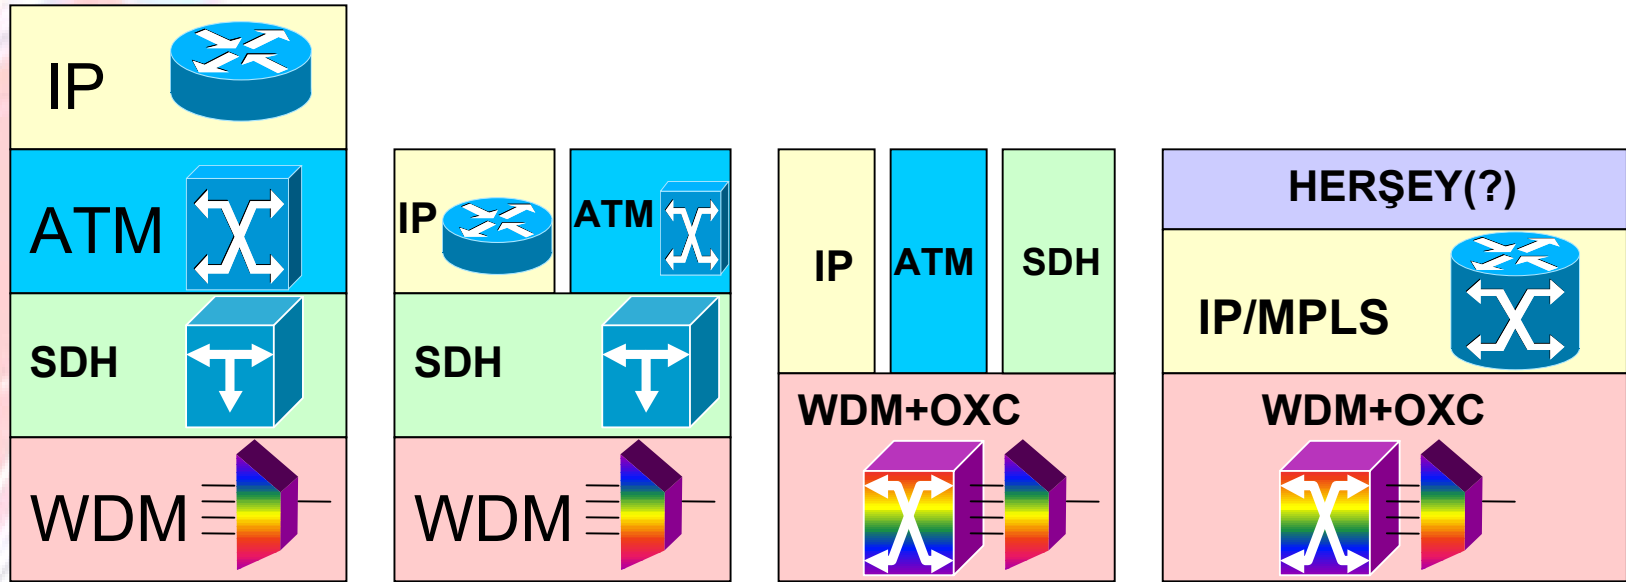 IP
ATM
SDH
WDM
IP
ATM
SDH
WDM
IP
ATM
SDH
WDM+OXC
HERŞEY(?)
IP/MPLS
WDM+OXC